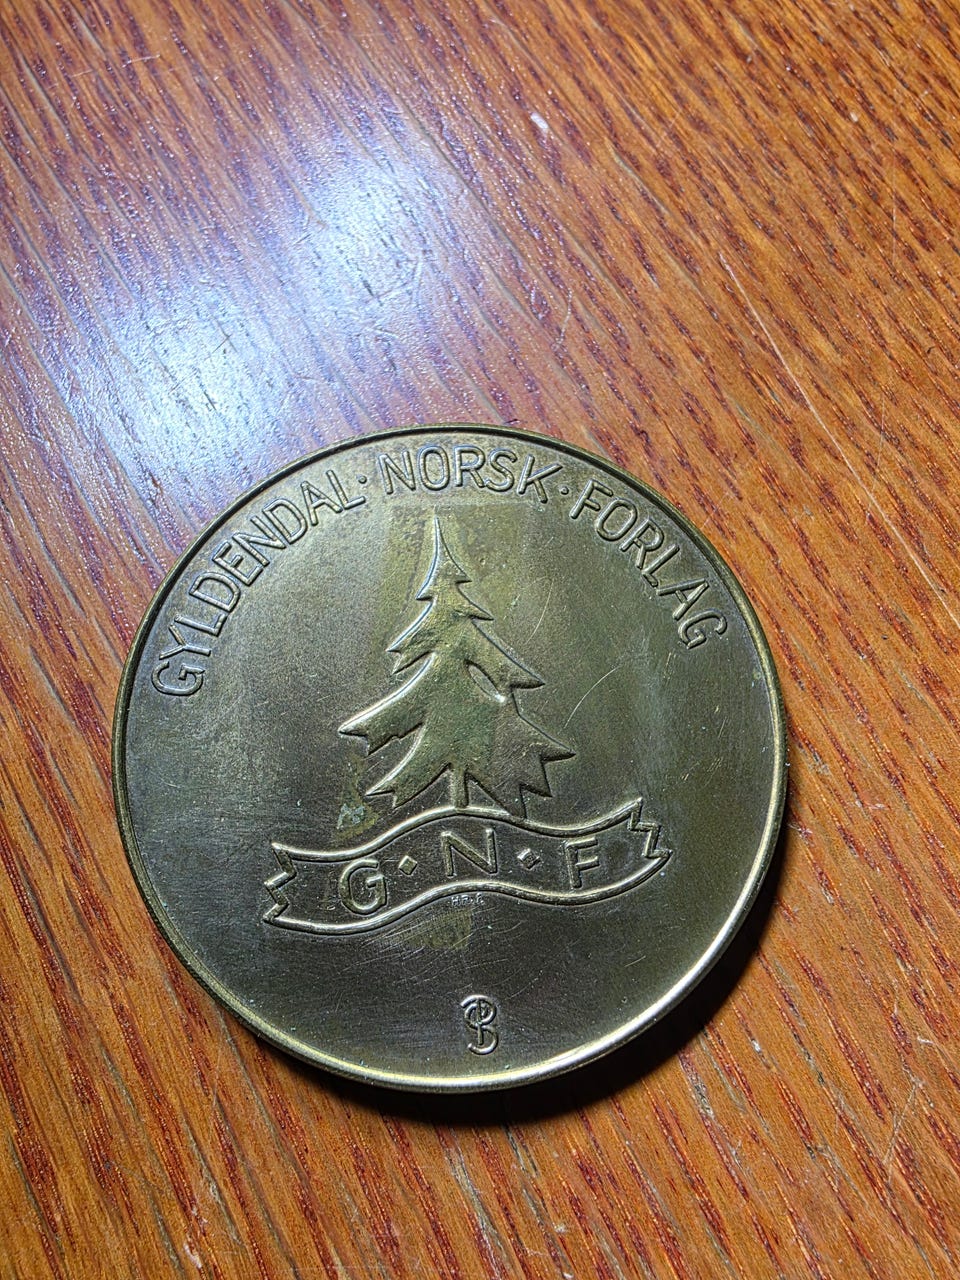 GYLDENDAL · NORSK · FORLAG
G · N · F